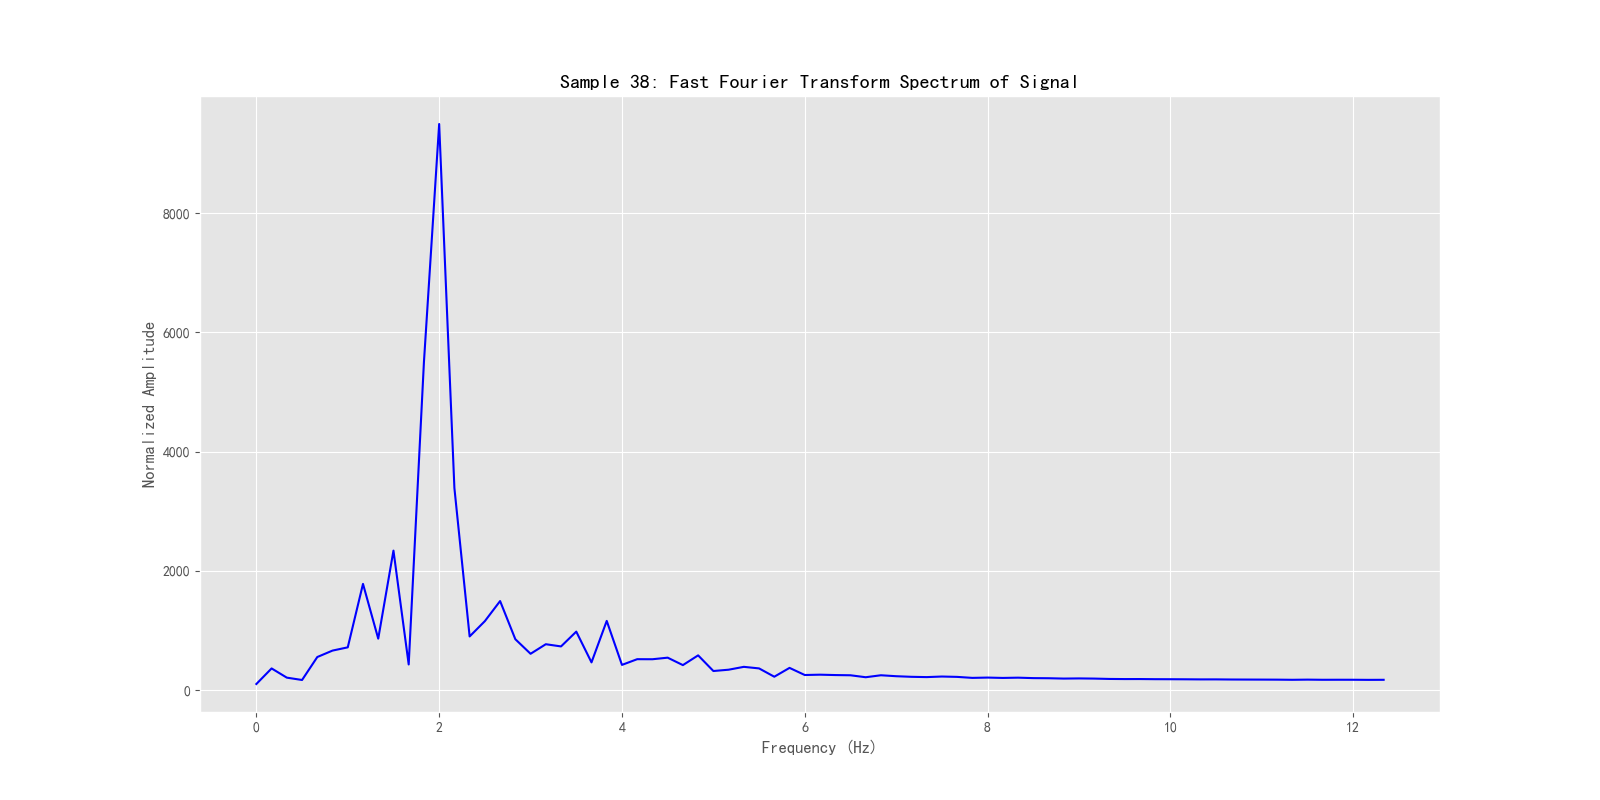 Sample 38: Fast Fourier Transform Spectrum of Signal
Normalized Amplitude
8000
6000
4000
2000
0
0 2 4 6 8 10 12
Frequency (Hz)